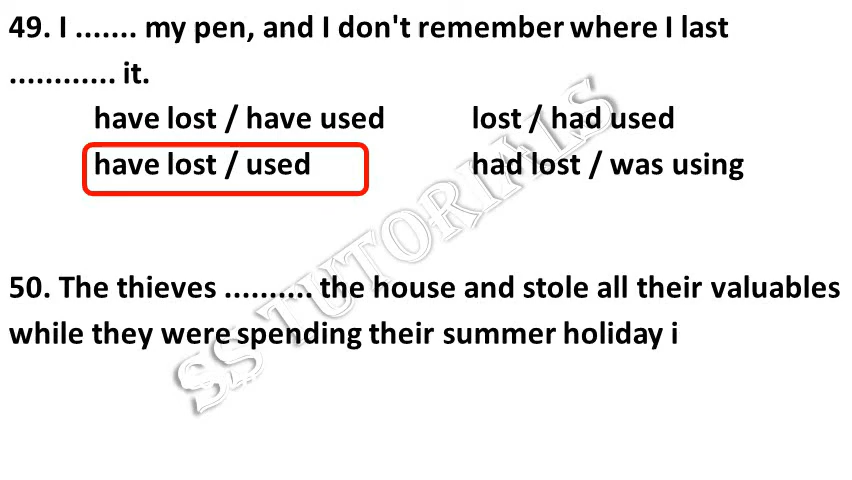 49. I ....... my pen, and I don't remember where I last
............ it.
have lost / have used lost / had used
have lost / used had lost / was using
50. The thieves .......... the house and stole all their valuables
while they were spending their summer holiday i
SS TUTORIALS